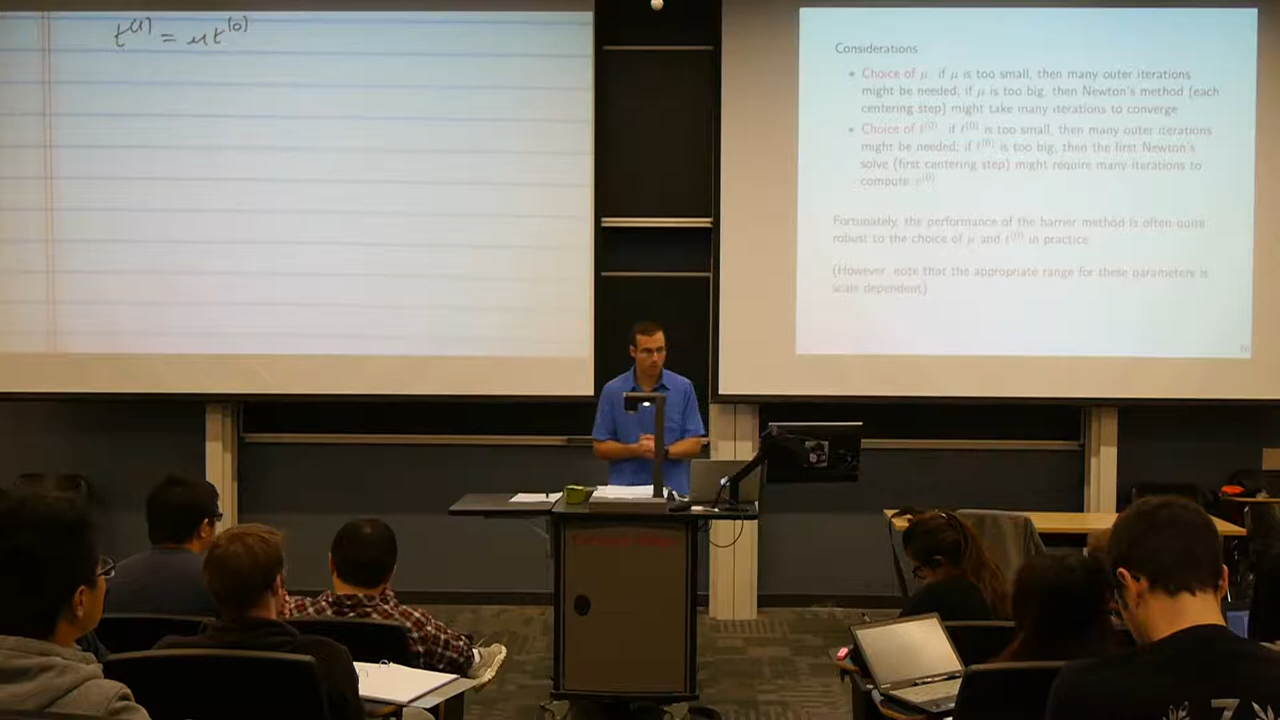 t^(1) = μt^(0)
Considerations
• Choice of μ: if μ is too small, then many outer iterations
might be needed; if μ is too big, then Newton's method (each
centering step) might take many iterations to converge
• Choice of t^(0): if t^(0) is too small, then many outer iterations
might be needed; if t^(0) is too big, then the first Newton's
solve (first centering step) might require many iterations to
compute x^(0)
Fortunately, the performance of the barrier method is often quite
robust to the choice of μ and t^(0) in practice
(However, note that the appropriate range for these parameters is
scale dependent)
7